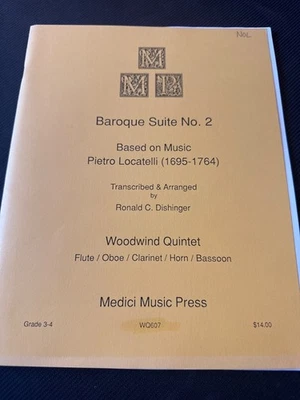 NOL
M
M P
Baroque Suite No. 2
Based on Music
Pietro Locatelli (1695-1764)
Transcribed & Arranged
by
Ronald C. Dishinger
Woodwind Quintet
Flute / Oboe / Clarinet / Horn / Bassoon
Medici Music Press
Grade 3-4 WQ607 $14.00